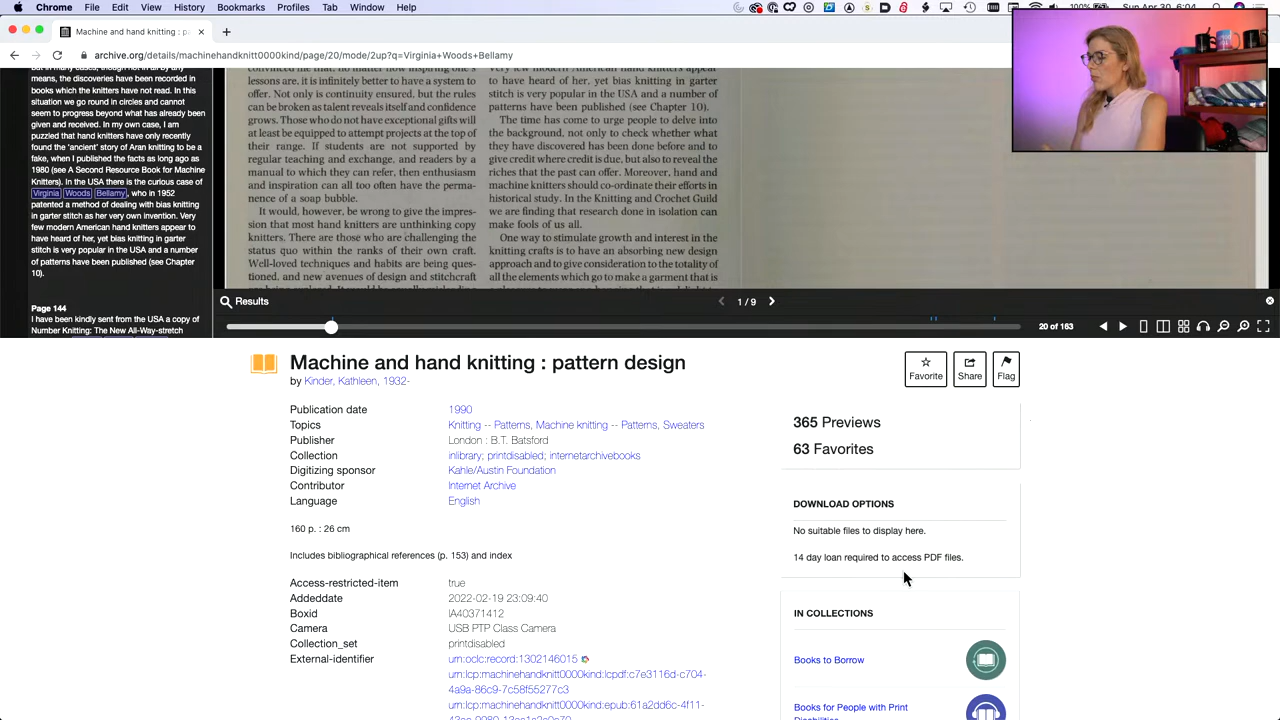 Chrome File Edit View History Bookmarks Profiles Tab Window Help 100% Sun Apr 30 6:04
Machine and hand knitting : p
archive.org/details/machinehandknitt0000kind/page/20/mode/2up?q=Virginia+Woods+Bellamy
but in many cases, though not in all by any
means, the discoveries have been recorded in
books which the knitters have not read. In this
situation we go round in circles and cannot
seem to progress beyond what has already been
given and received. In my own case, I am
puzzled that hand knitters have only recently
found the 'ancient' story of Aran knitting to be a
fake, when I published the facts as long ago as
1980 (see A Second Resource Book for Machine
Knitters). In the USA there is the curious case of
Virginia Woods Bellamy, who in 1952
patented a method of dealing with bias knitting
in garter stitch as her very own invention. Very
few modern American hand knitters appear to
have heard of her, yet bias knitting in garter
stitch is very popular in the USA and a number
of patterns have been published (see Chapter
10).
Page 144
I have been kindly sent from the USA a copy of
Number Knitting: The New All-Way-stretch
lessons are, it is infinitely better to have system to
offer. Not only is continuity ensured, but the rules
can be broken as talent reveals itself and confidence
grows. Those who do not have exceptional gifts will
at least be equipped to attempt projects at the top of
their range. If students are not supported by
regular teaching and exchange, and readers by a
manual to which they can refer, then enthusiasm
and inspiration can all too often have the perma-
nence of a soap bubble.
It would, however, be wrong to give the impres-
sion that most hand knitters are unthinking copy
knitters. There are those who are challenging the
status quo within the ranks of their own craft.
Well-loved techniques and habits are being ques-
tioned, and new ideas of design and stitchcraft
very few modern American hand knitters appear
to have heard of her, yet bias knitting in garter
stitch is very popular in the USA and a number of
patterns have been published (see Chapter 10).
The time has come to urge people to delve into
the background, not only to check whether what
they have discovered has been done before and to
give credit where credit is due, but also to reveal the
riches that the past can offer. Moreover, hand and
machine knitters should co-ordinate their efforts in
historical study. In the Knitting and Crochet Guild
we are finding that research done in isolation can
make fools of us all.
One way to stimulate growth and interest in the
knitting crafts is to have an absorbing new design
approach and to give consideration to the totality of
all the elements which go to make a garment that is
Results 1 / 9
20 of 163
Machine and hand knitting : pattern design
by Kinder, Kathleen, 1932-
Favorite Share Flag
Publication date 1990
Topics Knitting -- Patterns, Machine knitting -- Patterns, Sweaters
Publisher London : B.T. Batsford
Collection inlibrary; printdisabled; internetarchivebooks
Digitizing sponsor Kahle/Austin Foundation
Contributor Internet Archive
Language English
160 p. : 26 cm
Includes bibliographical references (p. 153) and index
Access-restricted-item true
Addeddate 2022-02-19 23:09:40
Boxid IA40371412
Camera USB PTP Class Camera
Collection_set printdisabled
External-identifier urn:oclc:record:1302146015
urn:lcp:machinehandknitt0000kind:lcpdf:c7e3116d-c704-
4a9a-86c9-7c58f55277c3
urn:lcp:machinehandknitt0000kind:epub:61a2dd6c-4f11-
365 Previews
63 Favorites
DOWNLOAD OPTIONS
No suitable files to display here.
14 day loan required to access PDF files.
IN COLLECTIONS
Books to Borrow
Books for People with Print